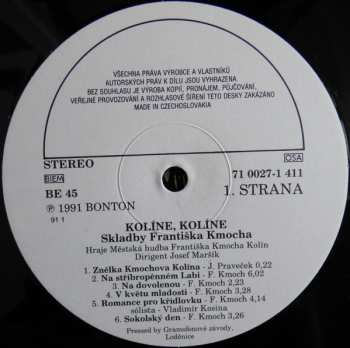 VŠECHNA PRÁVA VÝROBCE A VLASTNÍKŮ
AUTORSKÝCH PRÁV K DÍLU JSOU VYHRAZENA
BEZ SOUHLASU JE VÝROBA KOPIÍ, PRONÁJEM, PŮJČOVÁNÍ,
VEŘEJNÉ PROVOZOVÁNÍ A ROZHLASOVÉ ŠÍŘENÍ TÉTO DESKY ZAKÁZÁNO
MADE IN CZECHOSLOVAKIA
STEREO
BIEM
OSA
71 0027-1 411
BE 45
1. STRANA
Ⓟ 1991 BONTON
91 1
KOLÍNE, KOLÍNE
Skladby Františka Kmocha
Hraje Městská hudba Františka Kmocha Kolín
Dirigent Josef Maršík
1. Znělka Kmochova Kolína - J. Praveček 0,22
2. Na stříbropěnném Labi - F. Kmoch 6,02
3. Na dovolenou - F. Kmoch 2,23
4. V květu mladosti - F. Kmoch 3,28
5. Romance pro křídlovku - F. Kmoch 4,14
sólista - Vladimír Kosina
6. Sokolský den - F. Kmoch 3,26
Pressed by Gramofonové závody,
Loděnice